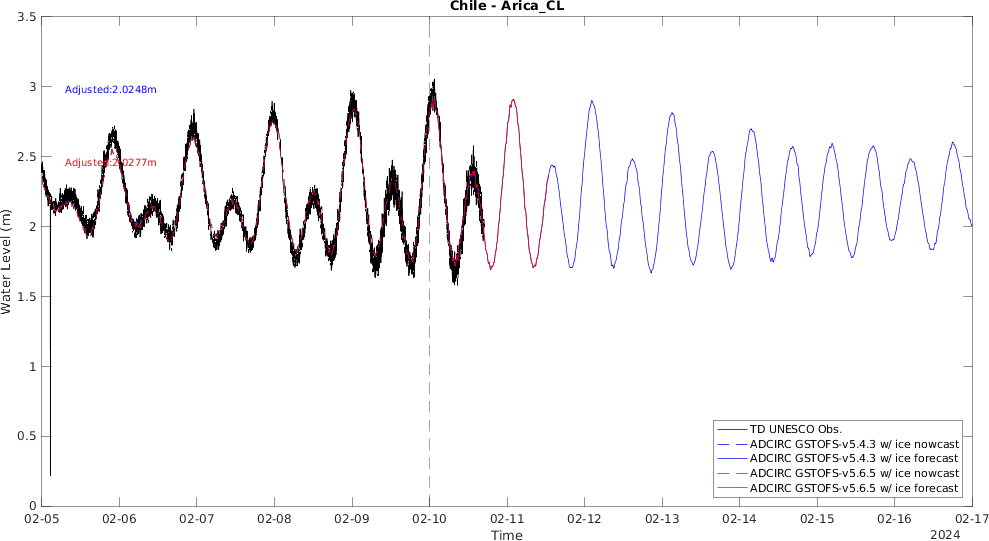 Chile - Arica_CL
3.5
3
2.5
2
1.5
1
0.5
0
Water Level (m)
Adjusted:2.0248m
Adjusted:2.0277m
TD UNESCO Obs.
ADCIRC GSTOFS-v5.4.3 w/ ice nowcast
ADCIRC GSTOFS-v5.4.3 w/ ice forecast
ADCIRC GSTOFS-v5.6.5 w/ ice nowcast
ADCIRC GSTOFS-v5.6.5 w/ ice forecast
02-05 02-06 02-07 02-08 02-09 02-10 02-11 02-12 02-13 02-14 02-15 02-16 02-17
Time
2024